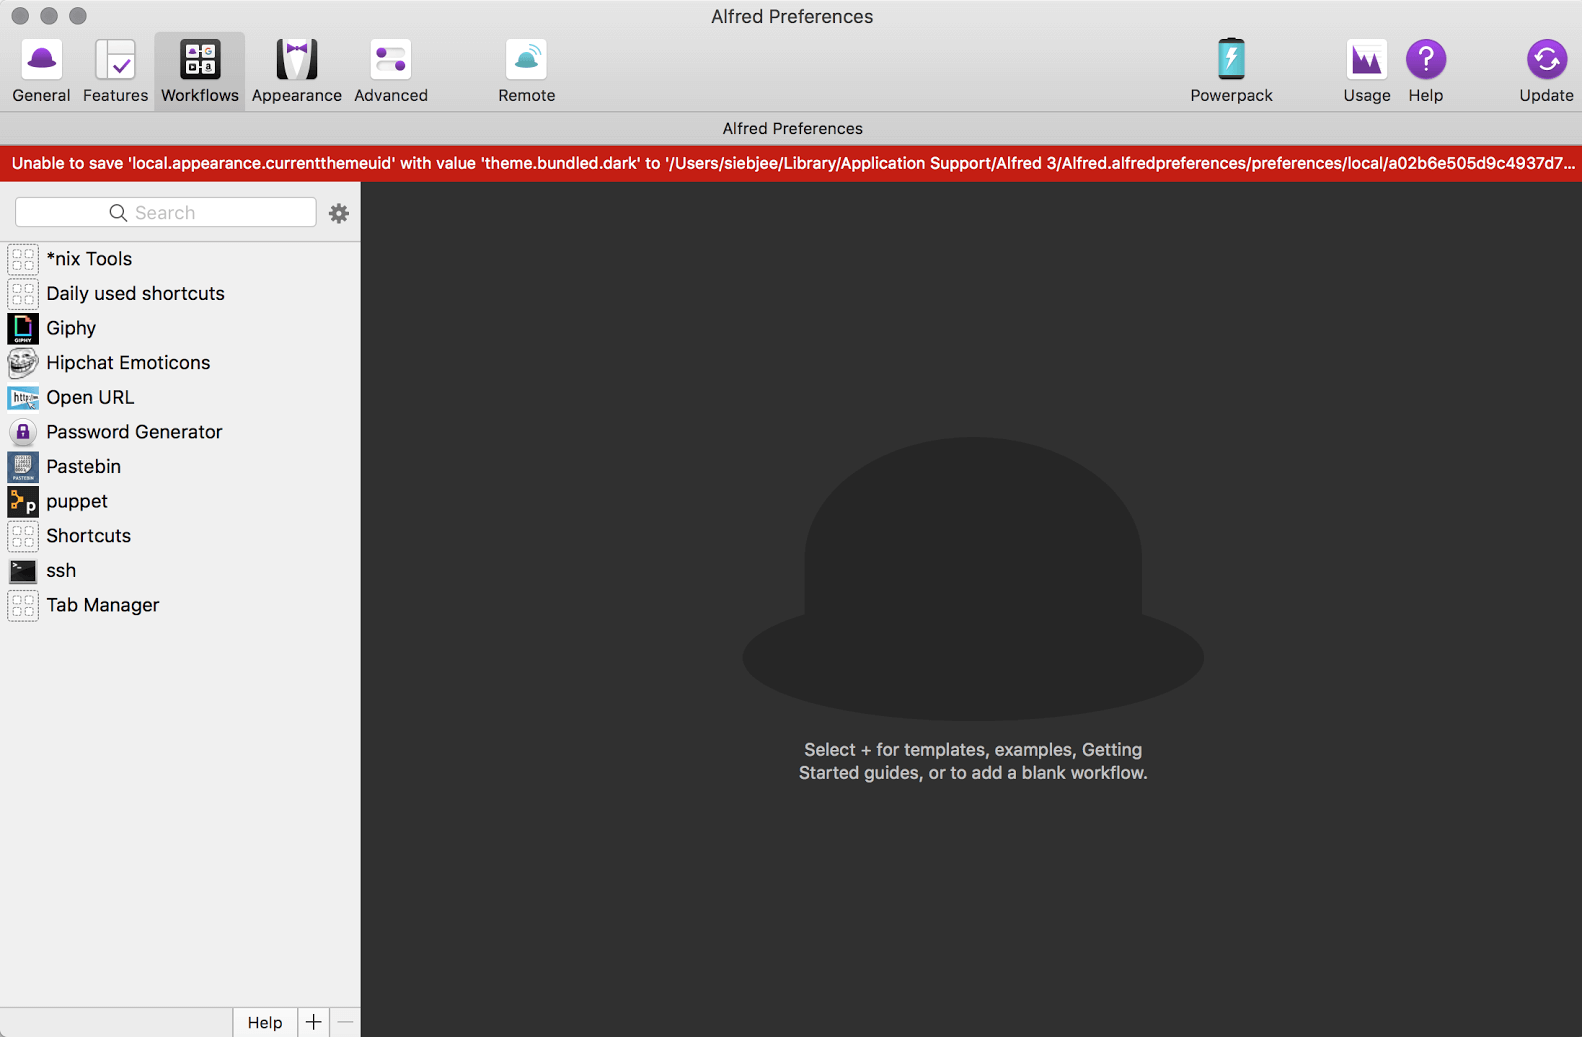 Alfred Preferences
General Features Workflows Appearance Advanced Remote Powerpack Usage Help Update
Alfred Preferences
Unable to save 'local.appearance.currentthemeuid' with value 'theme.bundled.dark' to '/Users/siebjee/Library/Application Support/Alfred 3/Alfred.alfredpreferences/preferences/local/a02b6e505d9c4937d7...
Search
*nix Tools
Daily used shortcuts
GIPHY
Giphy
Hipchat Emoticons
http://
Open URL
Password Generator
PASTEBIN
Pastebin
p
puppet
Shortcuts
>_
ssh
Tab Manager
Select + for templates, examples, Getting
Started guides, or to add a blank workflow.
Help + −